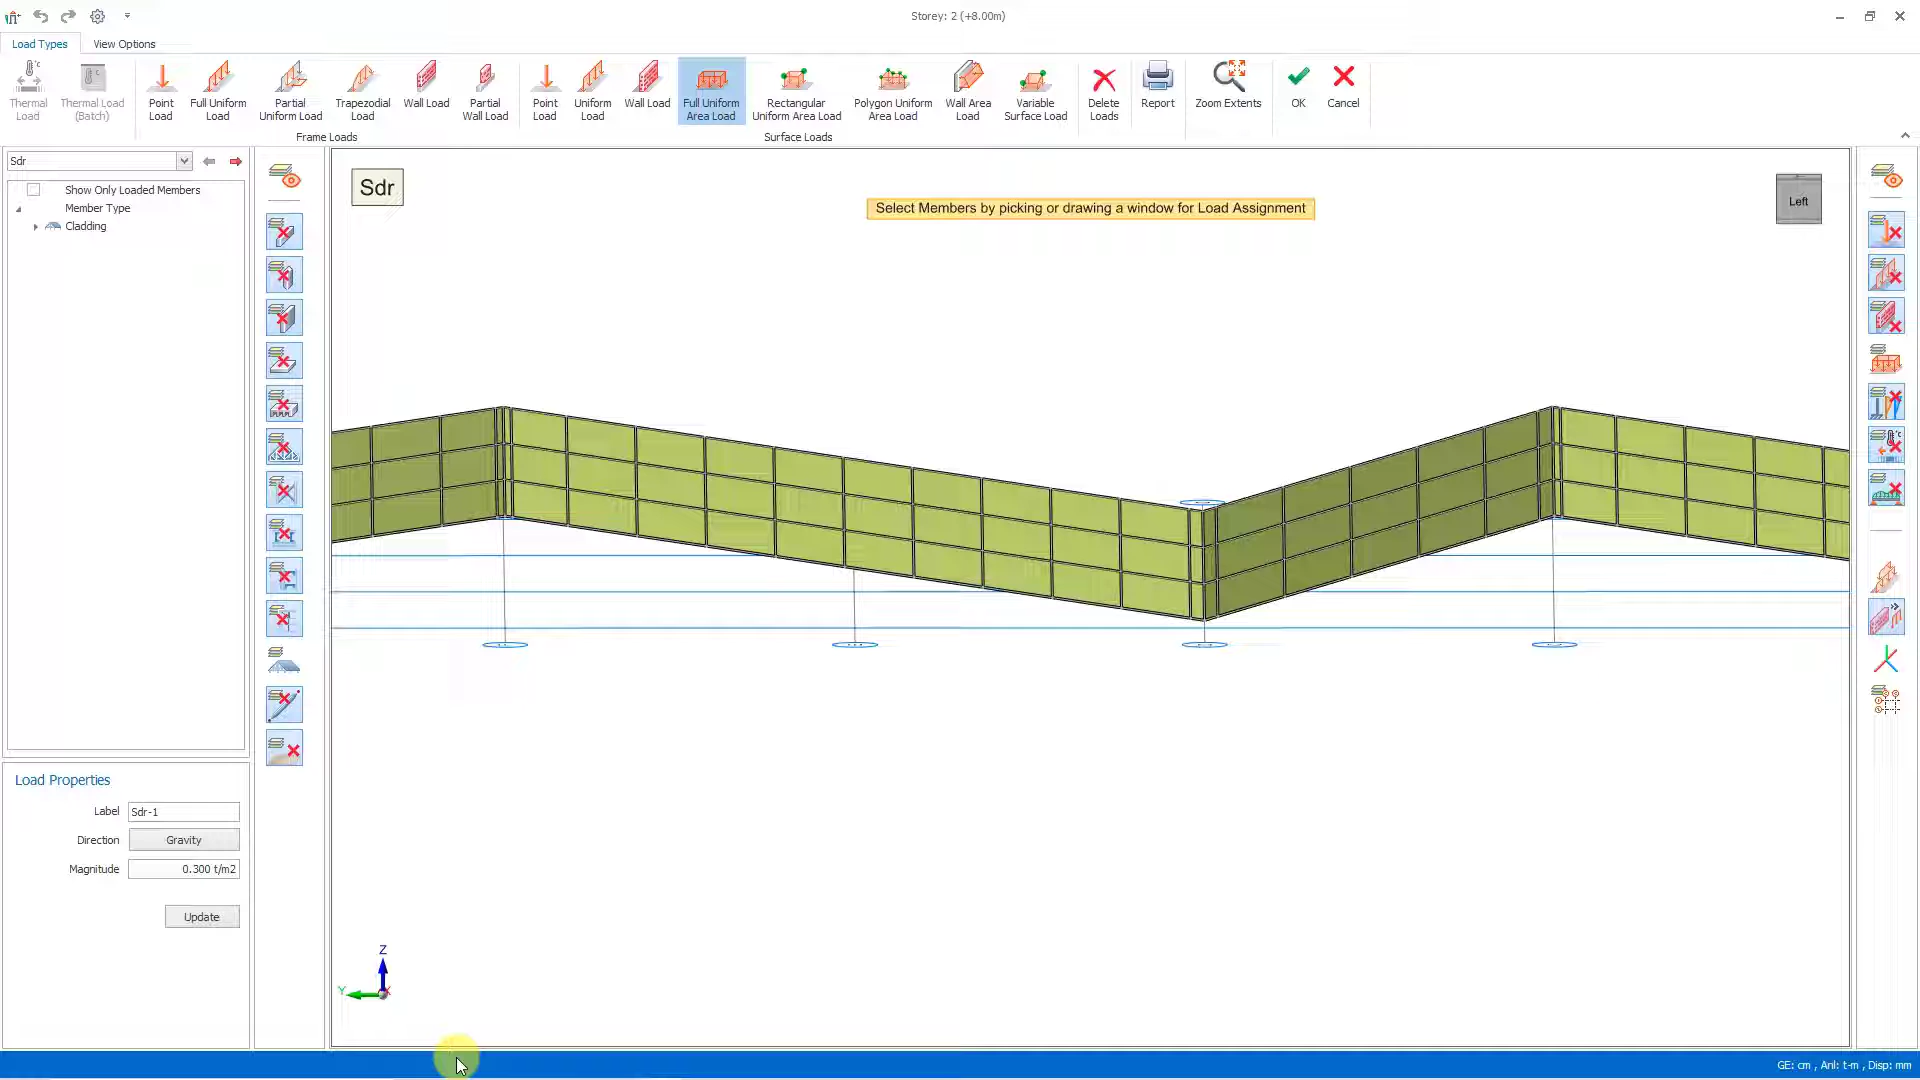 Storey: 2 (+8.00m)
Load Types
View Options
Thermal Load
Thermal Load (Batch)
Point Load
Full Uniform Load
Partial Uniform Load
Trapezodial Load
Wall Load
Partial Wall Load
Point Load
Uniform Load
Wall Load
Full Uniform Area Load
Rectangular Uniform Area Load
Polygon Uniform Area Load
Wall Area Load
Variable Surface Load
Delete Loads
Report
Zoom Extents
OK
Cancel
Frame Loads
Surface Loads
Sdr
Show Only Loaded Members
Member Type
Cladding
Sdr
Select Members by picking or drawing a window for Load Assignment
Left
Load Properties
Label
Sdr-1
Direction
Gravity
Magnitude
0.300 t/m2
Update
Z
Y
GE: cm , Anl: t-m , Disp: mm